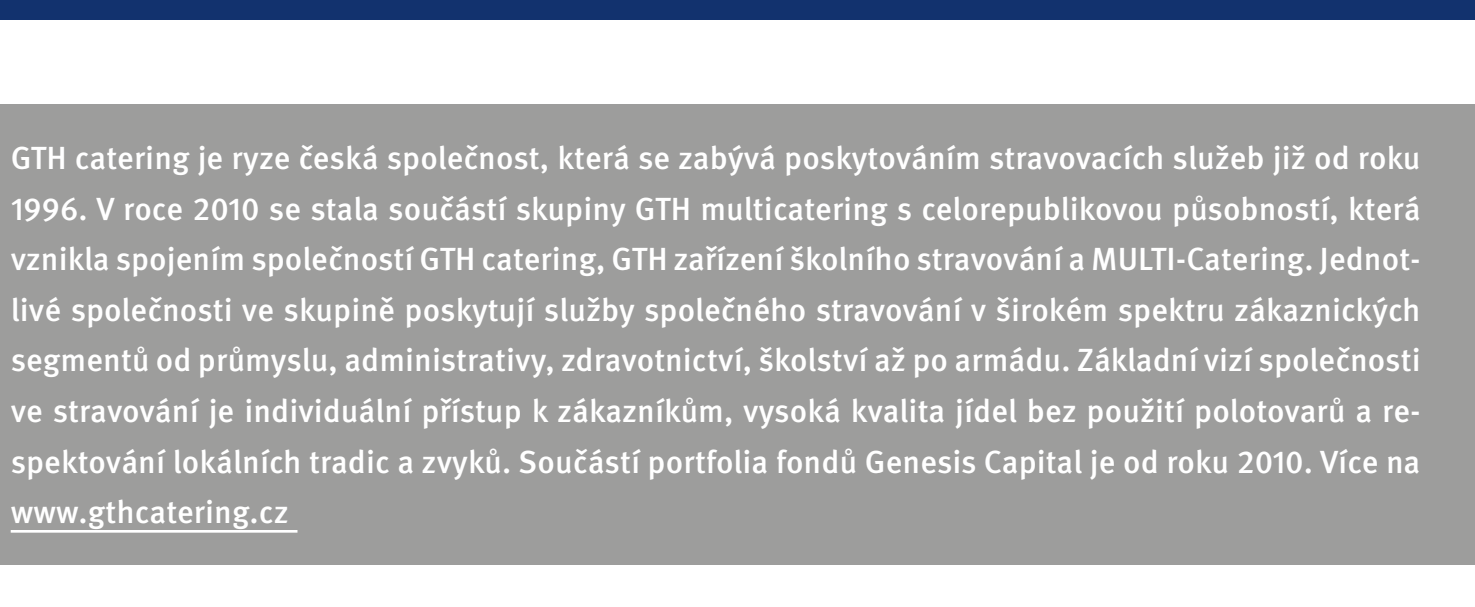 GTH catering je ryze česká společnost, která se zabývá poskytováním stravovacích služeb již od roku
1996. V roce 2010 se stala součástí skupiny GTH multicatering s celorepublikovou působností, která
vznikla spojením společností GTH catering, GTH zařízení školního stravování a MULTI-Catering. Jednot-
livé společnosti ve skupině poskytují služby společného stravování v širokém spektru zákaznických
segmentů od průmyslu, administrativy, zdravotnictví, školství až po armádu. Základní vizí společnosti
ve stravování je individuální přístup k zákazníkům, vysoká kvalita jídel bez použití polotovarů a re-
spektování lokálních tradic a zvyků. Součástí portfolia fondů Genesis Capital je od roku 2010. Více na
www.gthcatering.cz